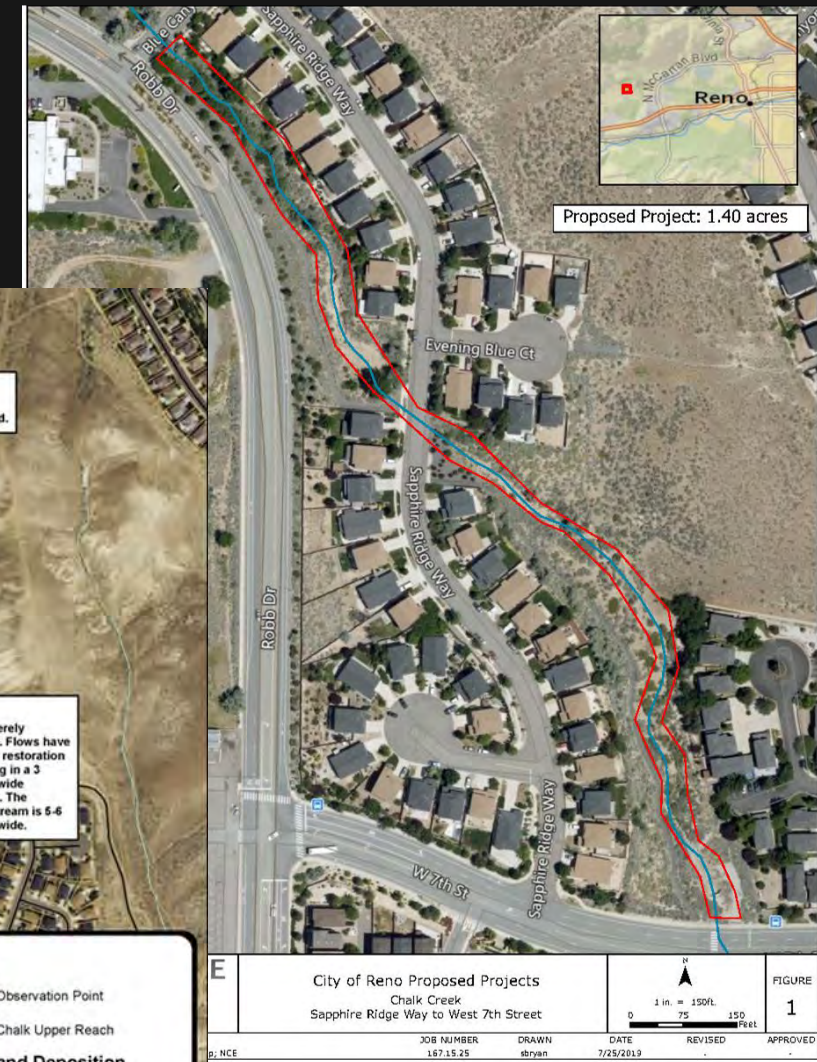 Blue Cany
Robb Dr
Sapphire Ridge Way
N McCarran Blvd
Reno
Proposed Project: 1.40 acres
Evening Blue Ct
d.
Sapphire Ridge Way
Robb Dr
erely
. Flows have
restoration
g in a 3
wide
. The
ream is 5-6
wide.
Sapphire Ridge Way
W 7th St
Observation Point
Chalk Upper Reach
and Deposition
E
City of Reno Proposed Projects
Chalk Creek
Sapphire Ridge Way to West 7th Street
N
1 in. = 150ft.
0 75 150
Feet
FIGURE
1
p; NCE
JOB NUMBER DRAWN DATE REVISED APPROVED
167.15.25 sbryan 7/25/2019